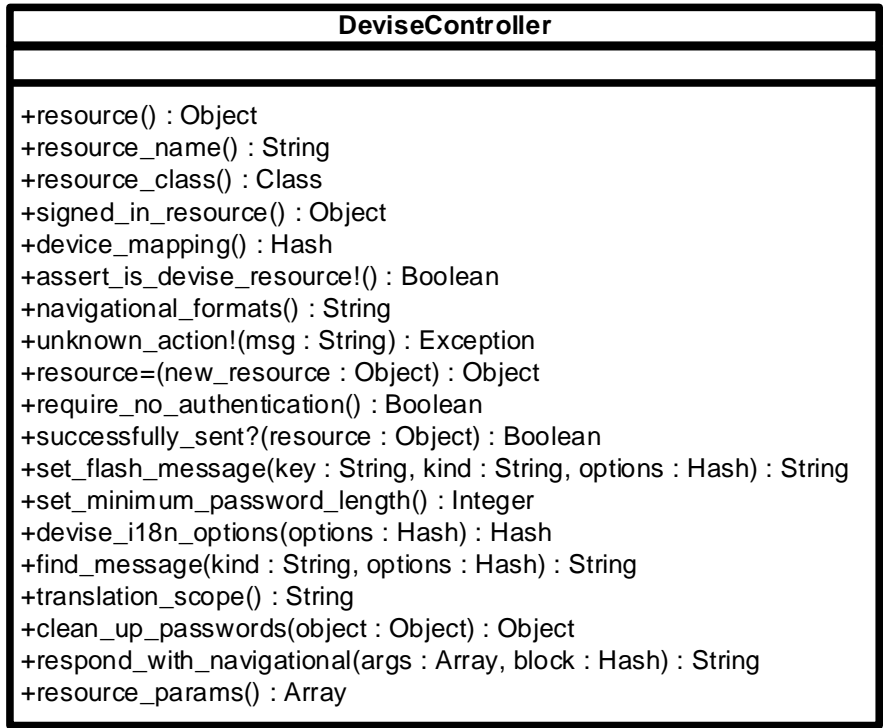 DeviseController
+resource() : Object
+resource_name() : String
+resource_class() : Class
+signed_in_resource() : Object
+device_mapping() : Hash
+assert_is_devise_resource!() : Boolean
+navigational_formats() : String
+unknown_action!(msg : String) : Exception
+resource=(new_resource : Object) : Object
+require_no_authentication() : Boolean
+successfully_sent?(resource : Object) : Boolean
+set_flash_message(key : String, kind : String, options : Hash) : String
+set_minimum_password_length() : Integer
+devise_i18n_options(options : Hash) : Hash
+find_message(kind : String, options : Hash) : String
+translation_scope() : String
+clean_up_passwords(object : Object) : Object
+respond_with_navigational(args : Array, block : Hash) : String
+resource_params() : Array